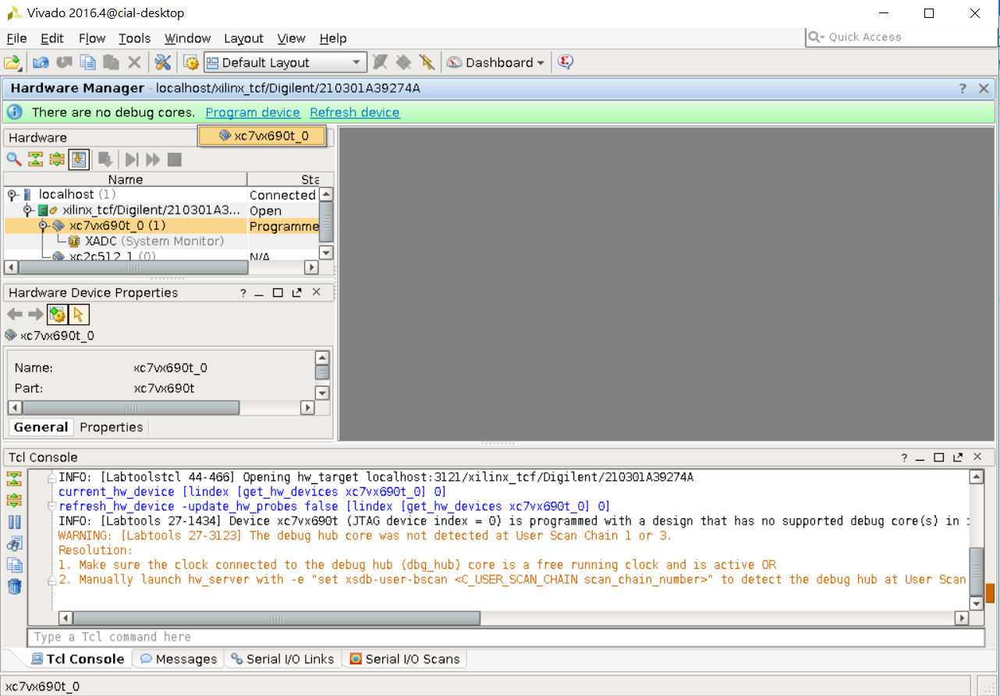 Vivado 2016.4@cial-desktop
File Edit Flow Tools Window Layout View Help
Quick Access
Default Layout
Dashboard
Hardware Manager - localhost/xilinx_tcf/Digilent/210301A39274A
There are no debug cores. Program device Refresh device
Hardware
xc7vx690t_0
Name Sta
localhost (1) Connected
xilinx_tcf/Digilent/210301A3... Open
xc7vx690t_0 (1) Programme
XADC (System Monitor)
xc2c512_1 (0) N/A
Hardware Device Properties
xc7vx690t_0
Name: xc7vx690t_0
Part: xc7vx690t
General Properties
Tcl Console
INFO: [Labtoolstcl 44-466] Opening hw_target localhost:3121/xilinx_tcf/Digilent/210301A39274A
current_hw_device [lindex [get_hw_devices xc7vx690t_0] 0]
refresh_hw_device -update_hw_probes false [lindex [get_hw_devices xc7vx690t_0] 0]
INFO: [Labtools 27-1434] Device xc7vx690t (JTAG device index = 0) is programmed with a design that has no supported debug core(s) in
WARNING: [Labtools 27-3123] The debug hub core was not detected at User Scan Chain 1 or 3.
Resolution:
1. Make sure the clock connected to the debug hub (dbg_hub) core is a free running clock and is active OR
2. Manually launch hw_server with -e "set xsdb-user-bscan <C_USER_SCAN_CHAIN scan_chain_number>" to detect the debug hub at User Scan
Type a Tcl command here
Tcl Console Messages Serial I/O Links Serial I/O Scans
xc7vx690t_0